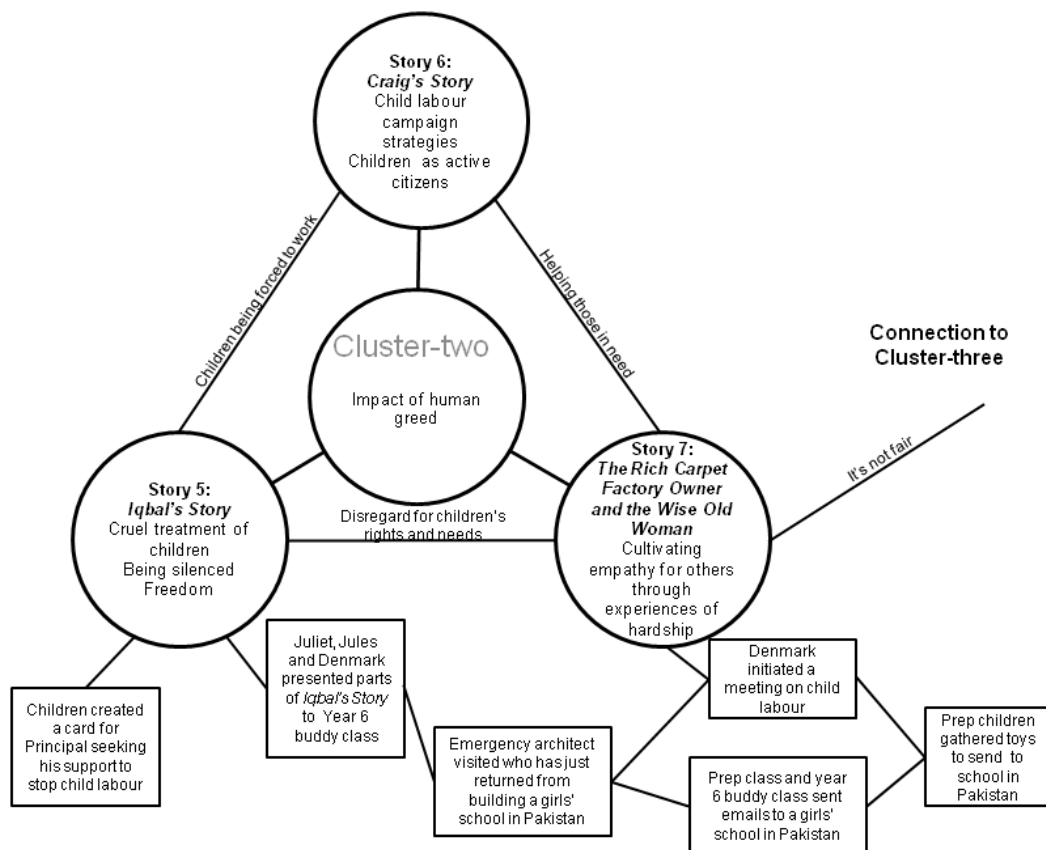 Story 6:
Craig's Story
Child labour
campaign
strategies
Children as active
citizens
Children being forced to work
Helping those in need
Cluster-two
Impact of human
greed
Connection to
Cluster-three
It's not fair
Story 5:
Iqbal's Story
Cruel treatment of
children
Being silenced
Freedom
Disregard for children's
rights and needs
Story 7:
The Rich Carpet
Factory Owner
and the Wise Old
Woman
Cultivating
empathy for others
through
experiences of
hardship
Children created
a card for
Principal seeking
his support to
stop child labour
Juliet, Jules
and Denmark
presented parts
of Iqbal's Story
to Year 6
buddy class
Emergency architect
visited who has just
returned from
building a girls'
school in Pakistan
Denmark
initiated a
meeting on child
labour
Prep class and year
6 buddy class sent
emails to a girls'
school in Pakistan
Prep children
gathered toys
to send to
school in
Pakistan